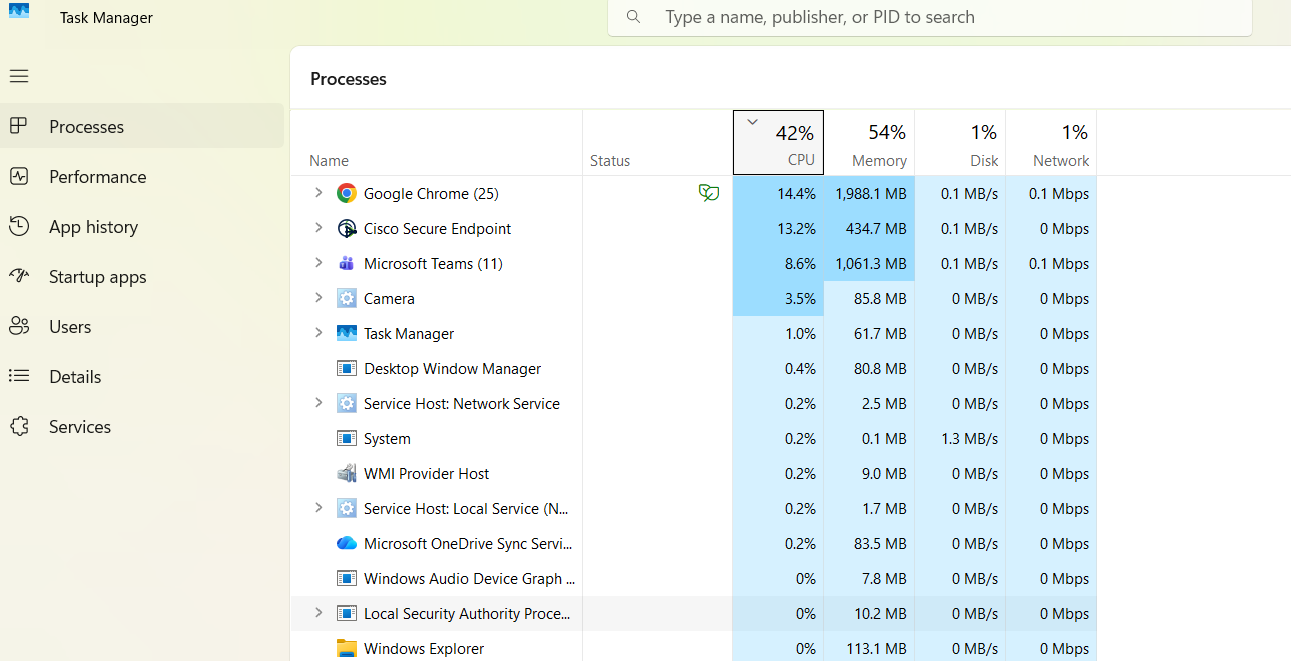 Task Manager
Type a name, publisher, or PID to search
Processes
Performance
App history
Startup apps
Users
Details
Services
Processes
42% 54% 1% 1%
Name Status CPU Memory Disk Network
Google Chrome (25) 14.4% 1,988.1 MB 0.1 MB/s 0.1 Mbps
Cisco Secure Endpoint 13.2% 434.7 MB 0.1 MB/s 0 Mbps
Microsoft Teams (11) 8.6% 1,061.3 MB 0.1 MB/s 0.1 Mbps
Camera 3.5% 85.8 MB 0 MB/s 0 Mbps
Task Manager 1.0% 61.7 MB 0 MB/s 0 Mbps
Desktop Window Manager 0.4% 80.8 MB 0 MB/s 0 Mbps
Service Host: Network Service 0.2% 2.5 MB 0 MB/s 0 Mbps
System 0.2% 0.1 MB 1.3 MB/s 0 Mbps
WMI Provider Host 0.2% 9.0 MB 0 MB/s 0 Mbps
Service Host: Local Service (N... 0.2% 1.7 MB 0 MB/s 0 Mbps
Microsoft OneDrive Sync Servi... 0.2% 83.5 MB 0 MB/s 0 Mbps
Windows Audio Device Graph ... 0% 7.8 MB 0 MB/s 0 Mbps
Local Security Authority Proce... 0% 10.2 MB 0 MB/s 0 Mbps
Windows Explorer 0% 113.1 MB 0 MB/s 0 Mbps